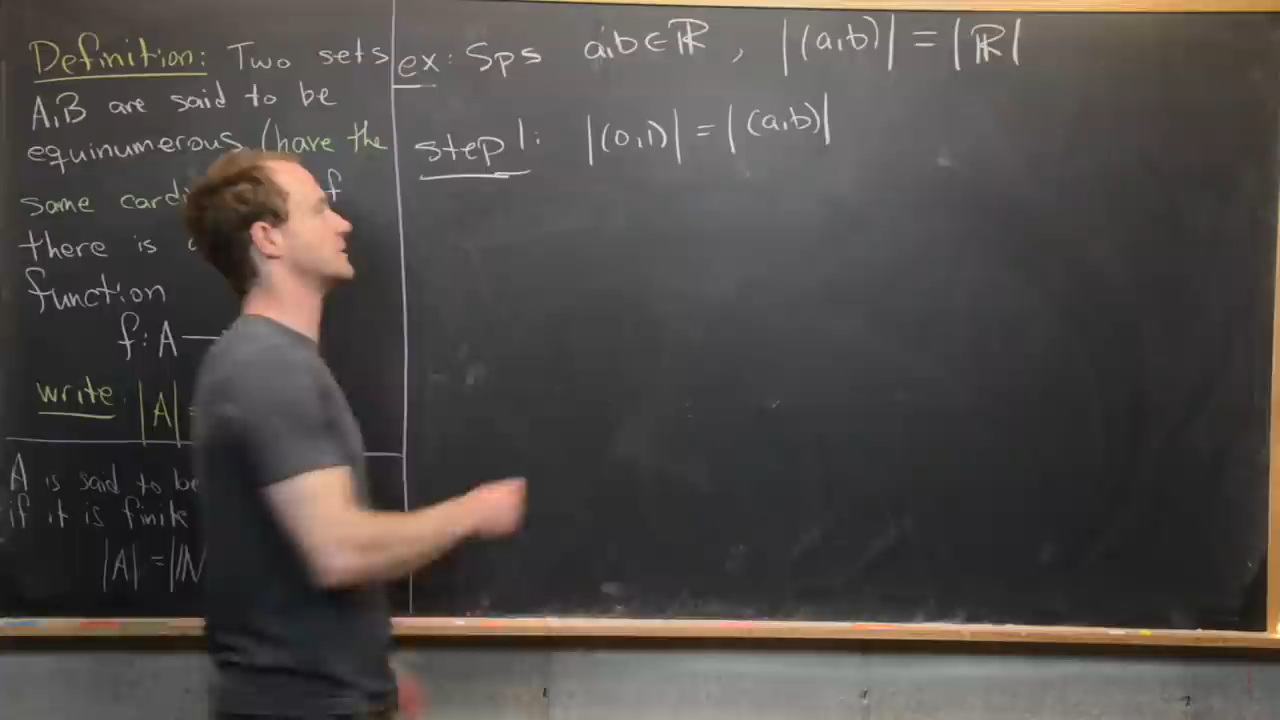 Definition: Two sets
A,B are said to be
equinumerous (have the
same
there is
function
f: A
write: |A| =
A is said to be
if it is finite
|A| = |ℕ
ex: Sps a,b ∈ ℝ, |(a,b)| = |ℝ|
step 1: |(0,1)| = |(a,b)|